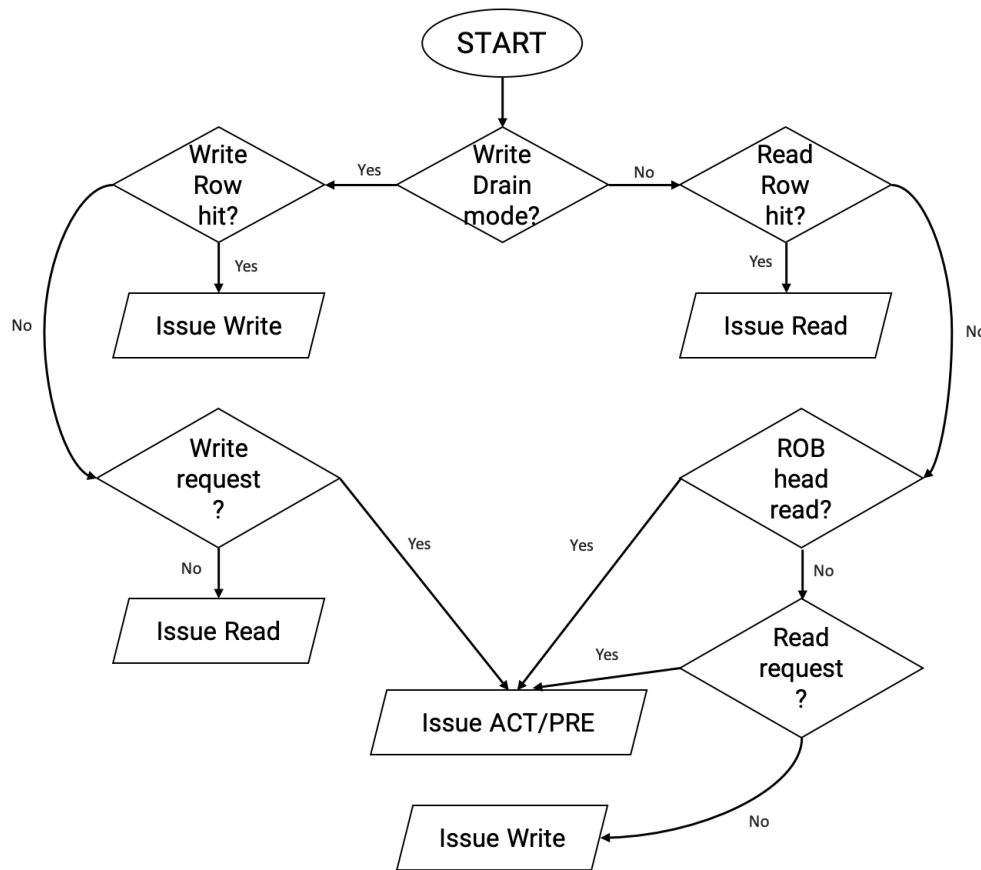 START
Write
Drain
mode?
Yes
No
Write
Row
hit?
Read
Row
hit?
Yes
Yes
Issue Write
Issue Read
No
No
Write
request
?
ROB
head
read?
Yes
Yes
No
No
Issue Read
Read
request
?
Yes
Issue ACT/PRE
No
Issue Write